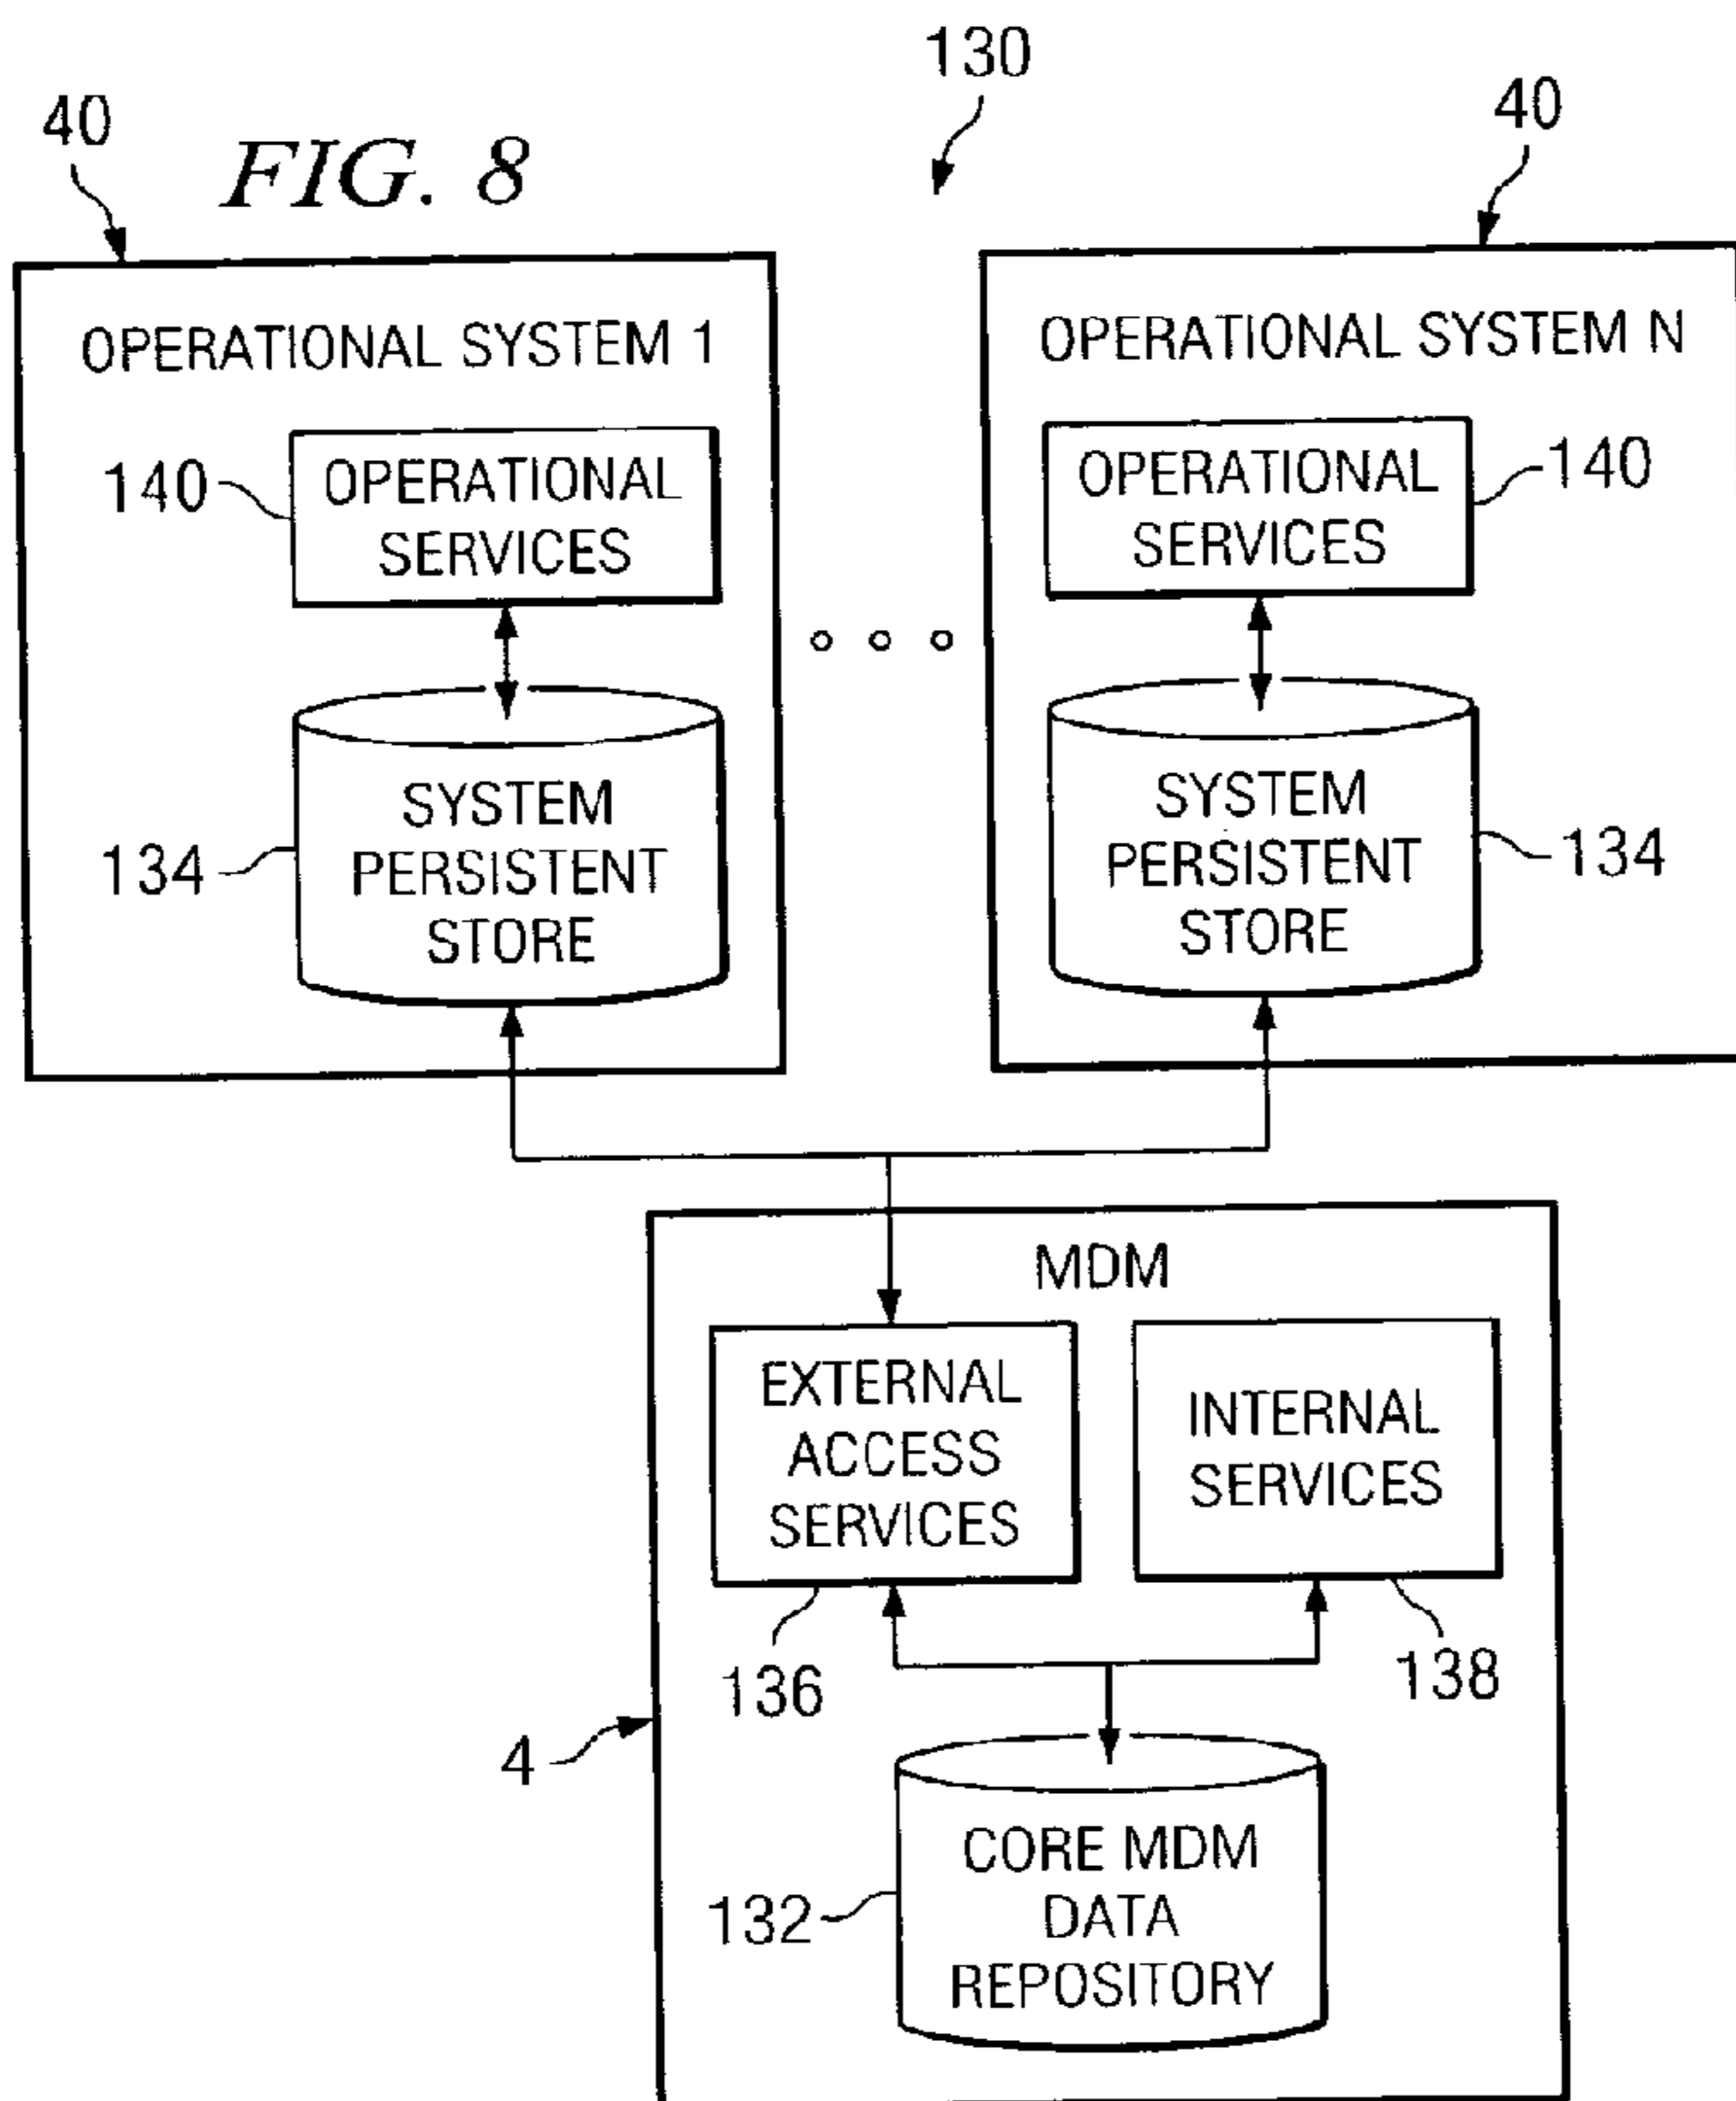 130
40
FIG. 8
40
OPERATIONAL SYSTEM 1
OPERATIONAL SYSTEM N
140
OPERATIONAL
SERVICES
OPERATIONAL
SERVICES
140
134
SYSTEM
PERSISTENT
STORE
SYSTEM
PERSISTENT
STORE
134
MDM
EXTERNAL
ACCESS
SERVICES
INTERNAL
SERVICES
136
138
4
132
CORE MDM
DATA
REPOSITORY